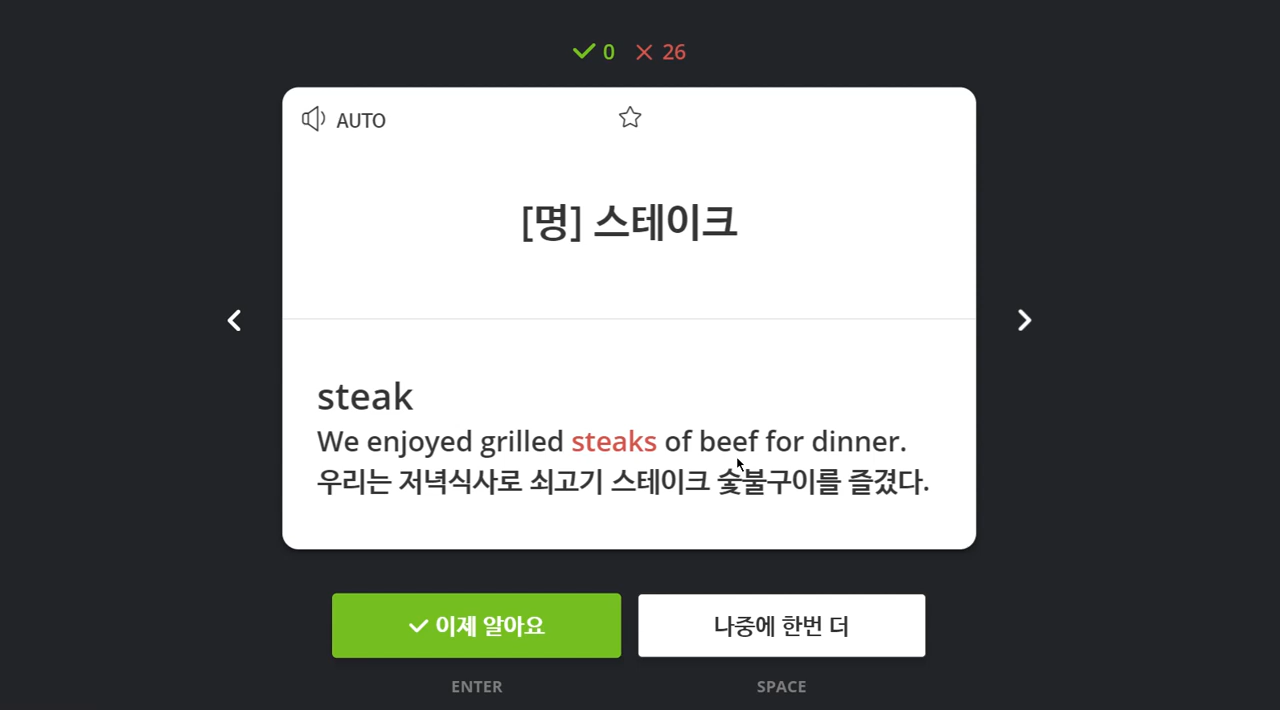 0 26
AUTO
[명] 스테이크
steak
We enjoyed grilled steaks of beef for dinner.
우리는 저녁식사로 쇠고기 스테이크 숯불구이를 즐겼다.
이제 알아요 나중에 한번 더
ENTER SPACE